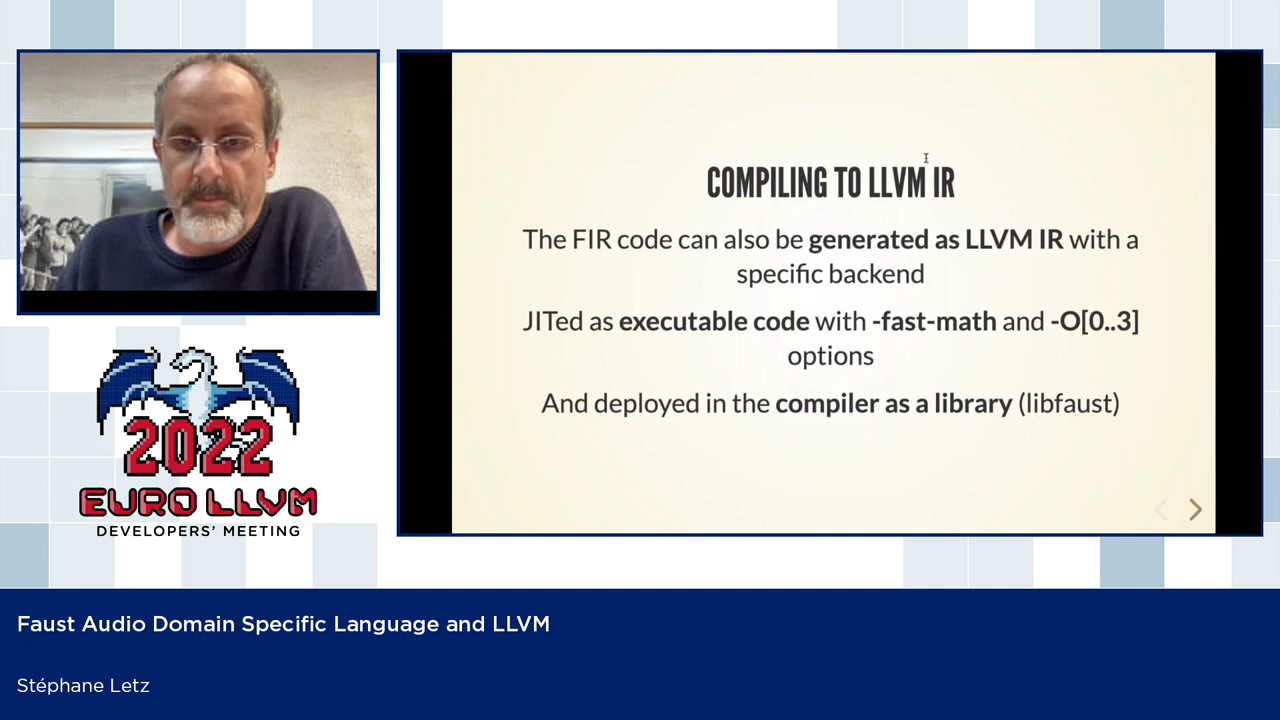 COMPILING TO LLVM IR
The FIR code can also be generated as LLVM IR with a
specific backend
JITed as executable code with -fast-math and -O[0..3]
options
And deployed in the compiler as a library (libfaust)
2022
EURO LLVM
DEVELOPERS' MEETING
Faust Audio Domain Specific Language and LLVM
Stéphane Letz